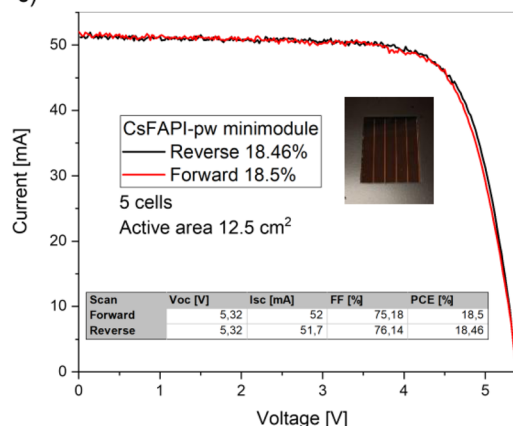 50
40
30
20
10
0
Current [mA]
CsFAPI-pw minimodule
Reverse 18.46%
Forward 18.5%
5 cells
Active area 12.5 cm²
Scan Voc [V] Isc [mA] FF [%] PCE [%]
Forward 5,32 52 75,18 18,5
Reverse 5,32 51,7 76,14 18,46
0 1 2 3 4 5
Voltage [V]